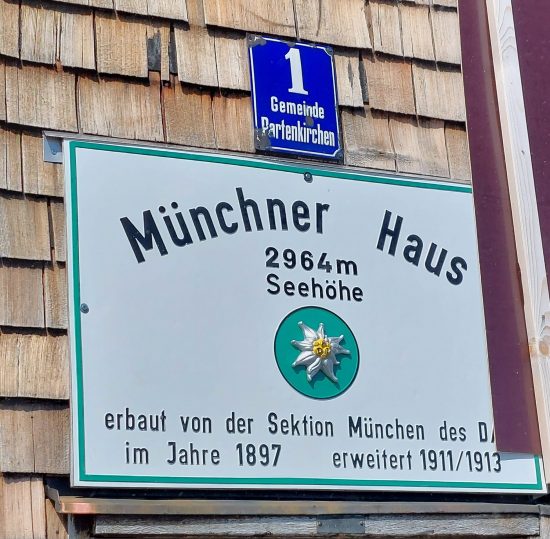 1
Gemeinde
Partenkirchen
Münchner Haus
2964m
Seehöhe
erbaut von der Sektion München des
im Jahre 1897 erweitert 1911/1913